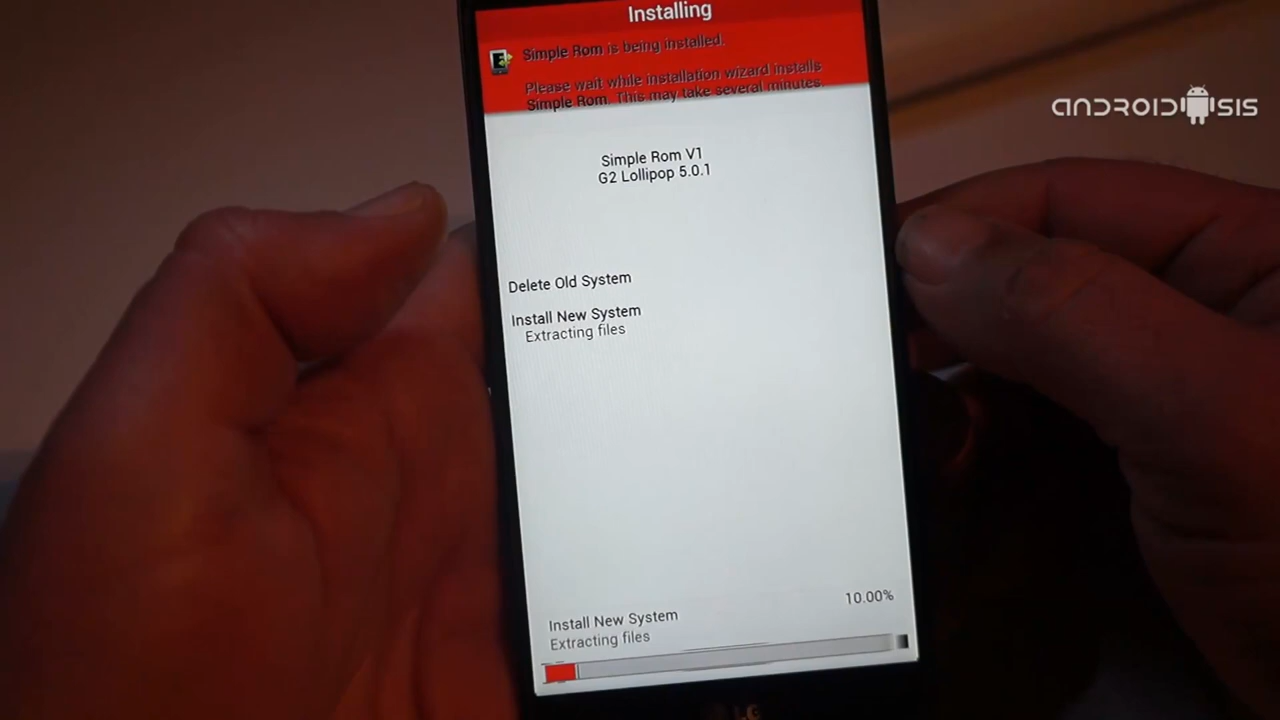 Installing
Simple Rom is being installed.
Please wait while installation wizard installs
Simple Rom. This may take several minutes.
ANDROIDSIS
Simple Rom V1
G2 Lollipop 5.0.1
Delete Old System
Install New System
Extracting files
10.00%
Install New System
Extracting files
LG